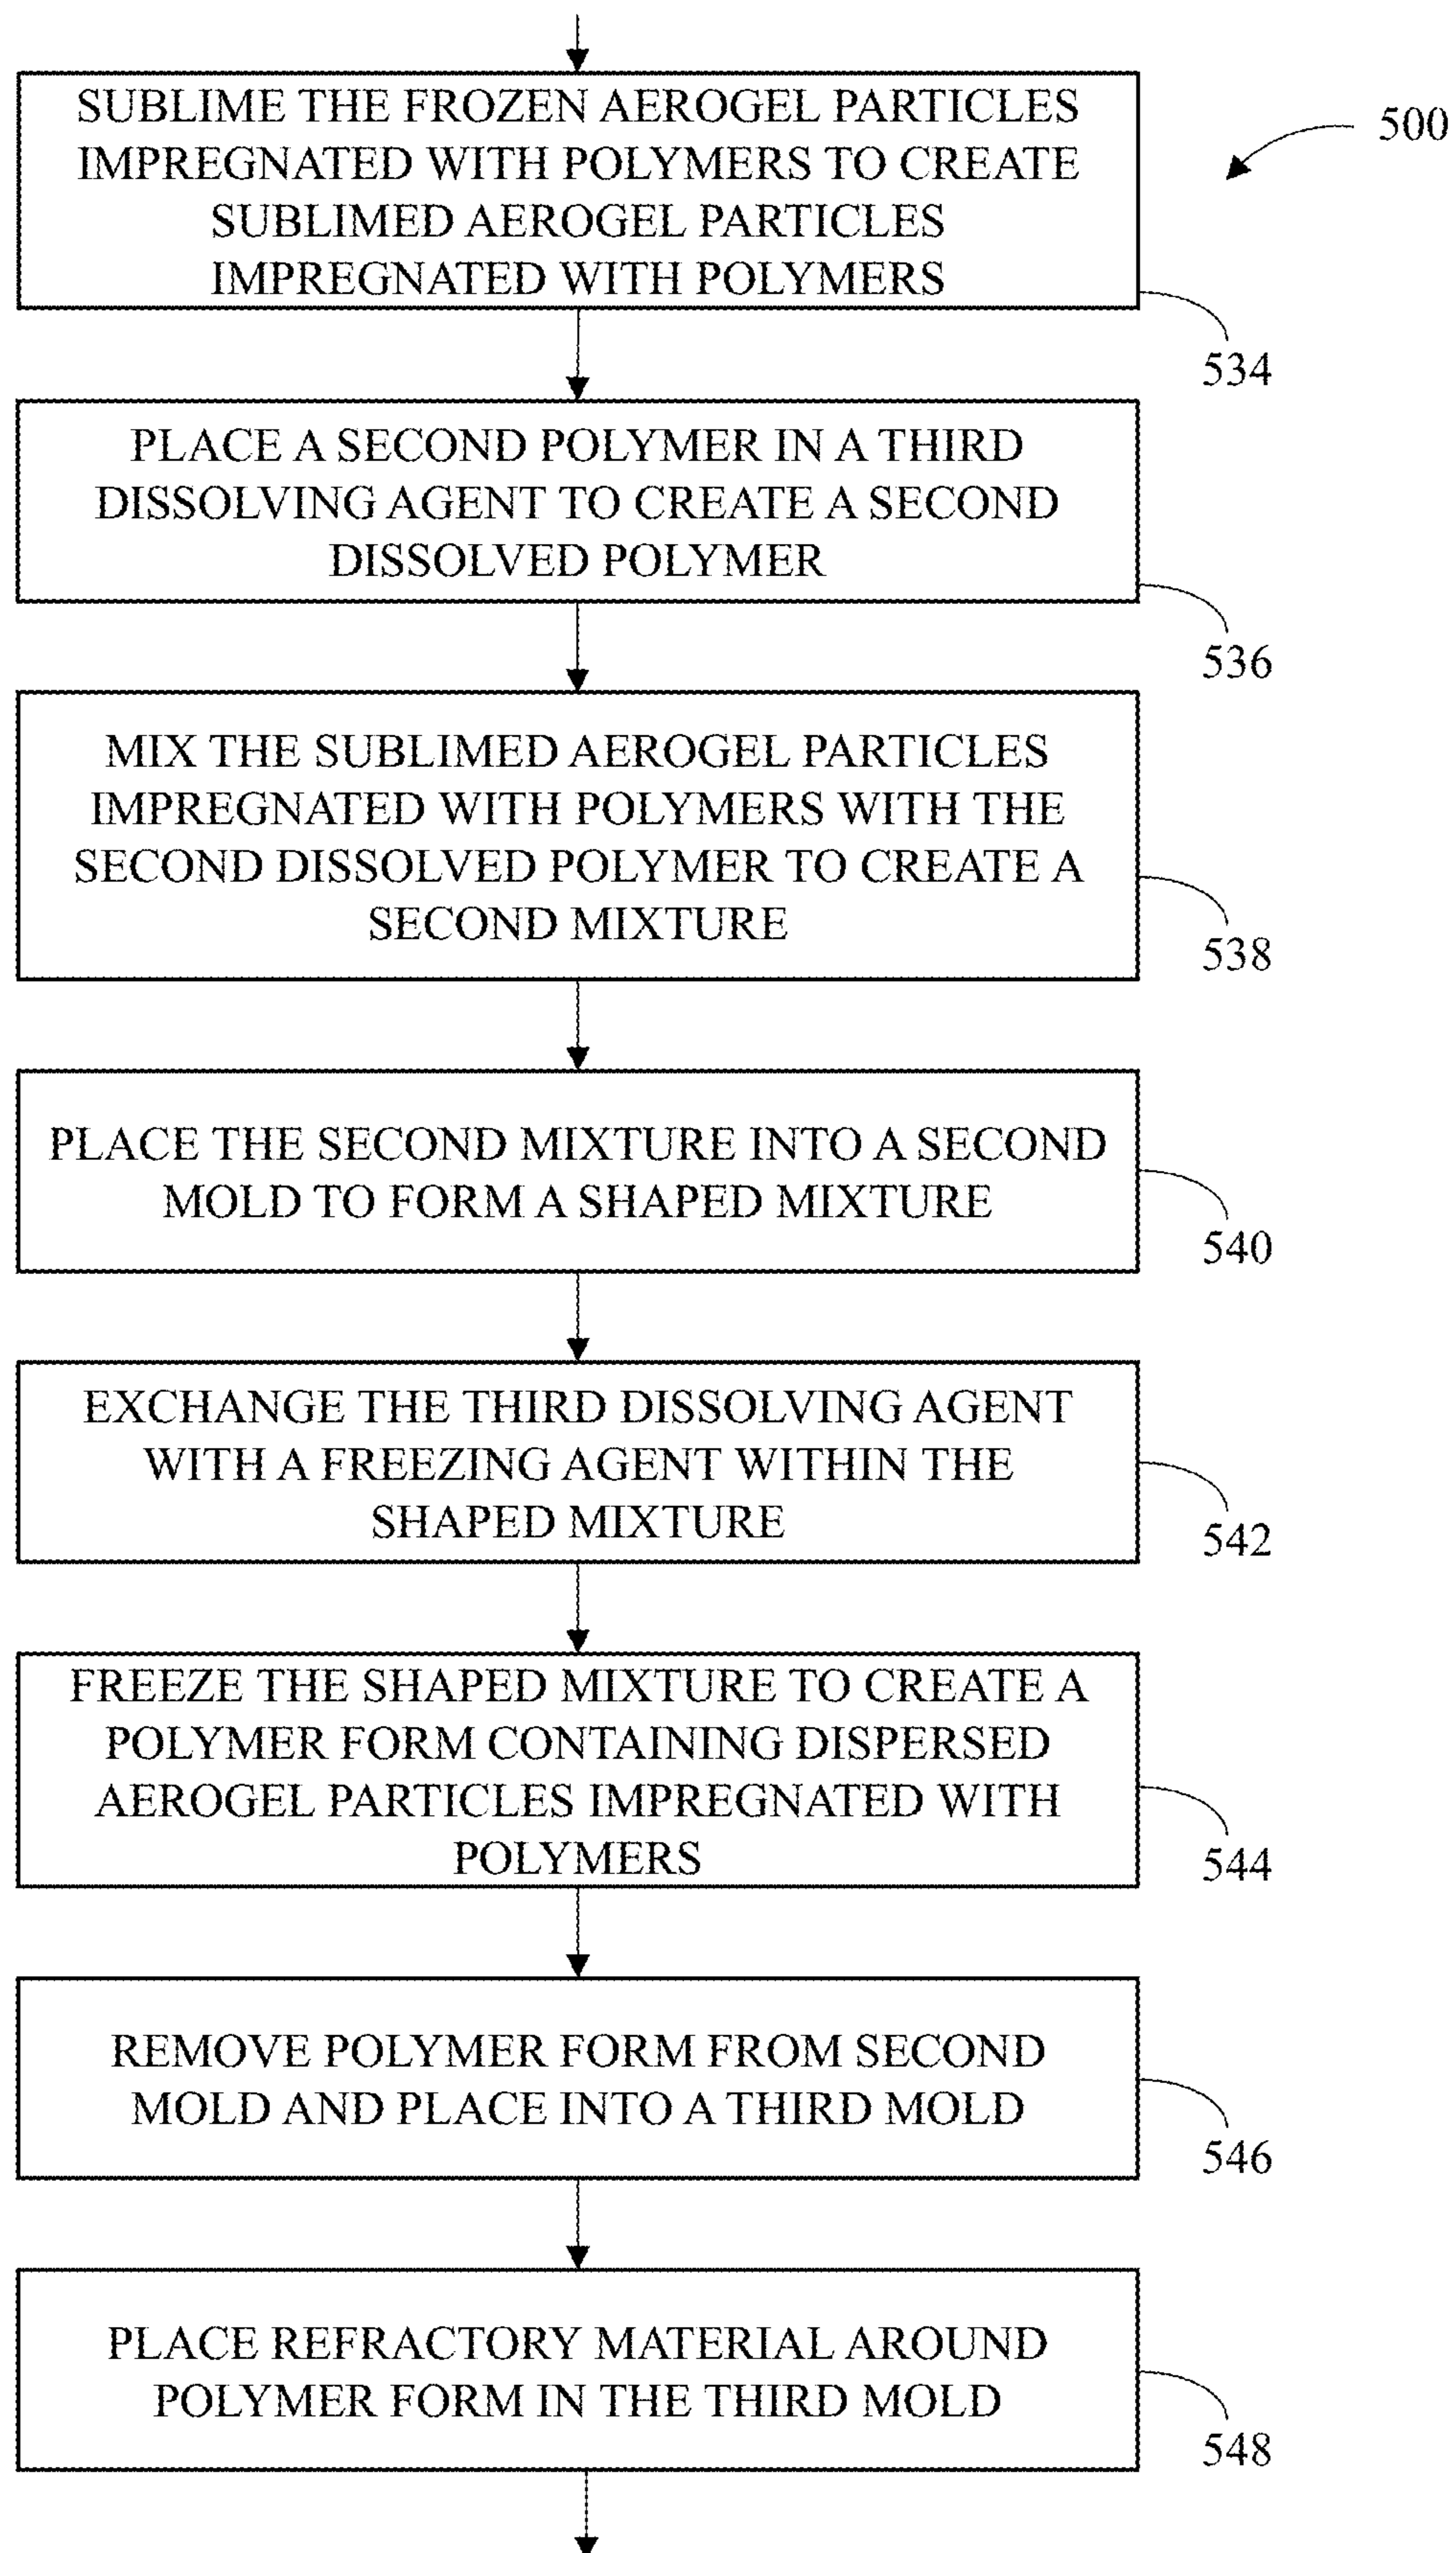 SUBLIME THE FROZEN AEROGEL PARTICLES
IMPREGNATED WITH POLYMERS TO CREATE
SUBLIMED AEROGEL PARTICLES
IMPREGNATED WITH POLYMERS
500
534
PLACE A SECOND POLYMER IN A THIRD
DISSOLVING AGENT TO CREATE A SECOND
DISSOLVED POLYMER
536
MIX THE SUBLIMED AEROGEL PARTICLES
IMPREGNATED WITH POLYMERS WITH THE
SECOND DISSOLVED POLYMER TO CREATE A
SECOND MIXTURE
538
PLACE THE SECOND MIXTURE INTO A SECOND
MOLD TO FORM A SHAPED MIXTURE
540
EXCHANGE THE THIRD DISSOLVING AGENT
WITH A FREEZING AGENT WITHIN THE
SHAPED MIXTURE
542
FREEZE THE SHAPED MIXTURE TO CREATE A
POLYMER FORM CONTAINING DISPERSED
AEROGEL PARTICLES IMPREGNATED WITH
POLYMERS
544
REMOVE POLYMER FORM FROM SECOND
MOLD AND PLACE INTO A THIRD MOLD
546
PLACE REFRACTORY MATERIAL AROUND
POLYMER FORM IN THE THIRD MOLD
548